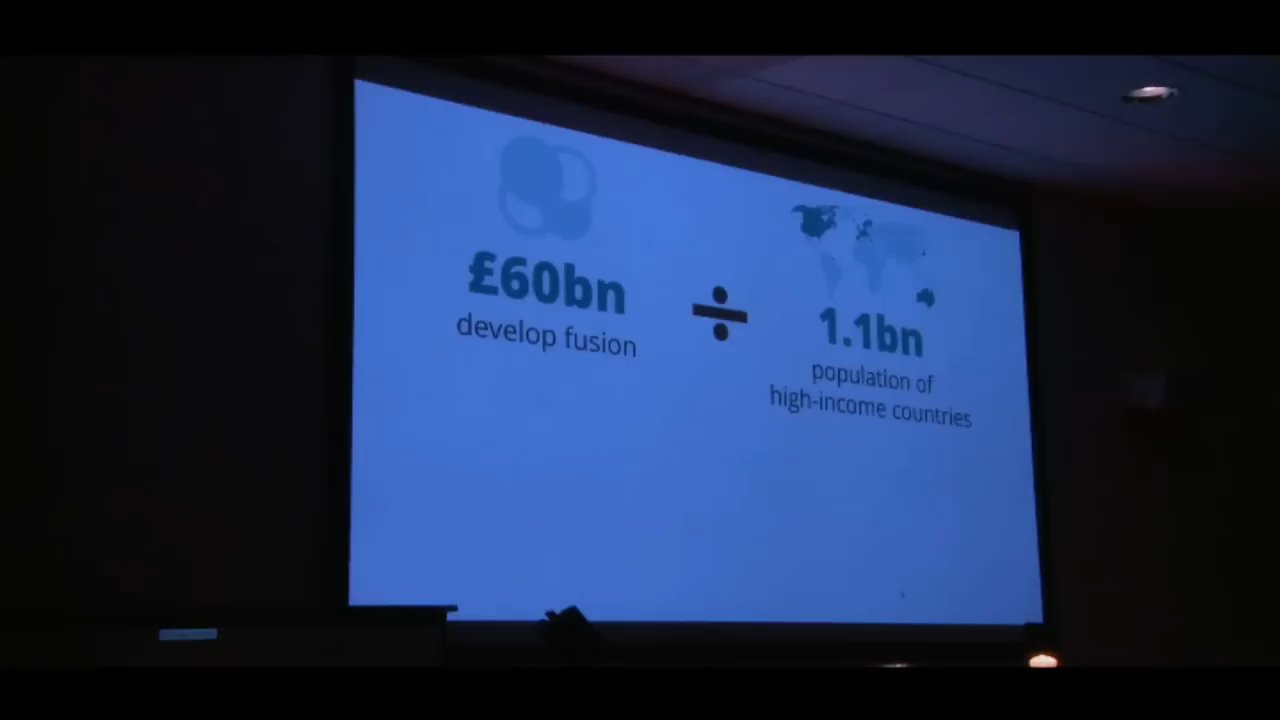 £60bn
develop fusion
÷
1.1bn
population of
high-income countries